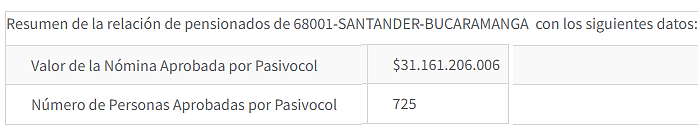 Resumen de la relación de pensionados de 68001-SANTANDER-BUCARAMANGA con los siguientes datos:
Valor de la Nómina Aprobada por Pasivocol $31.161.206.006
Número de Personas Aprobadas por Pasivocol 725